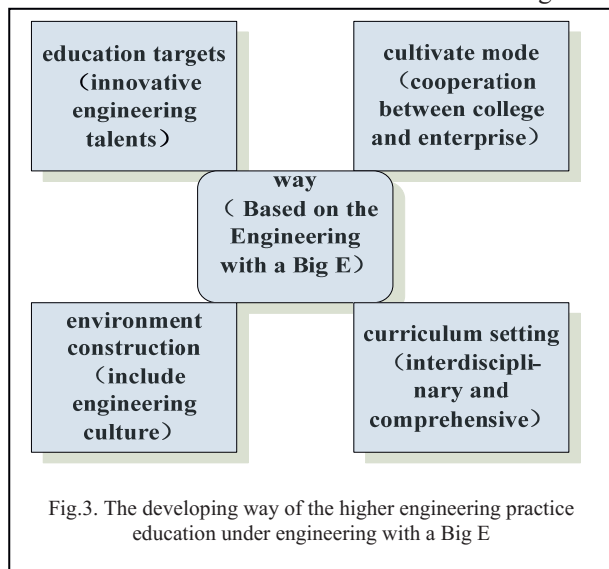 education targets
（innovative
engineering
talents）
cultivate mode
（cooperation
between college
and enterprise）
way
（ Based on the
Engineering
with a Big E）
environment
construction
（include
engineering
culture）
curriculum setting
（interdiscipli-
nary and
comprehensive）
Fig.3. The developing way of the higher engineering practice
education under engineering with a Big E